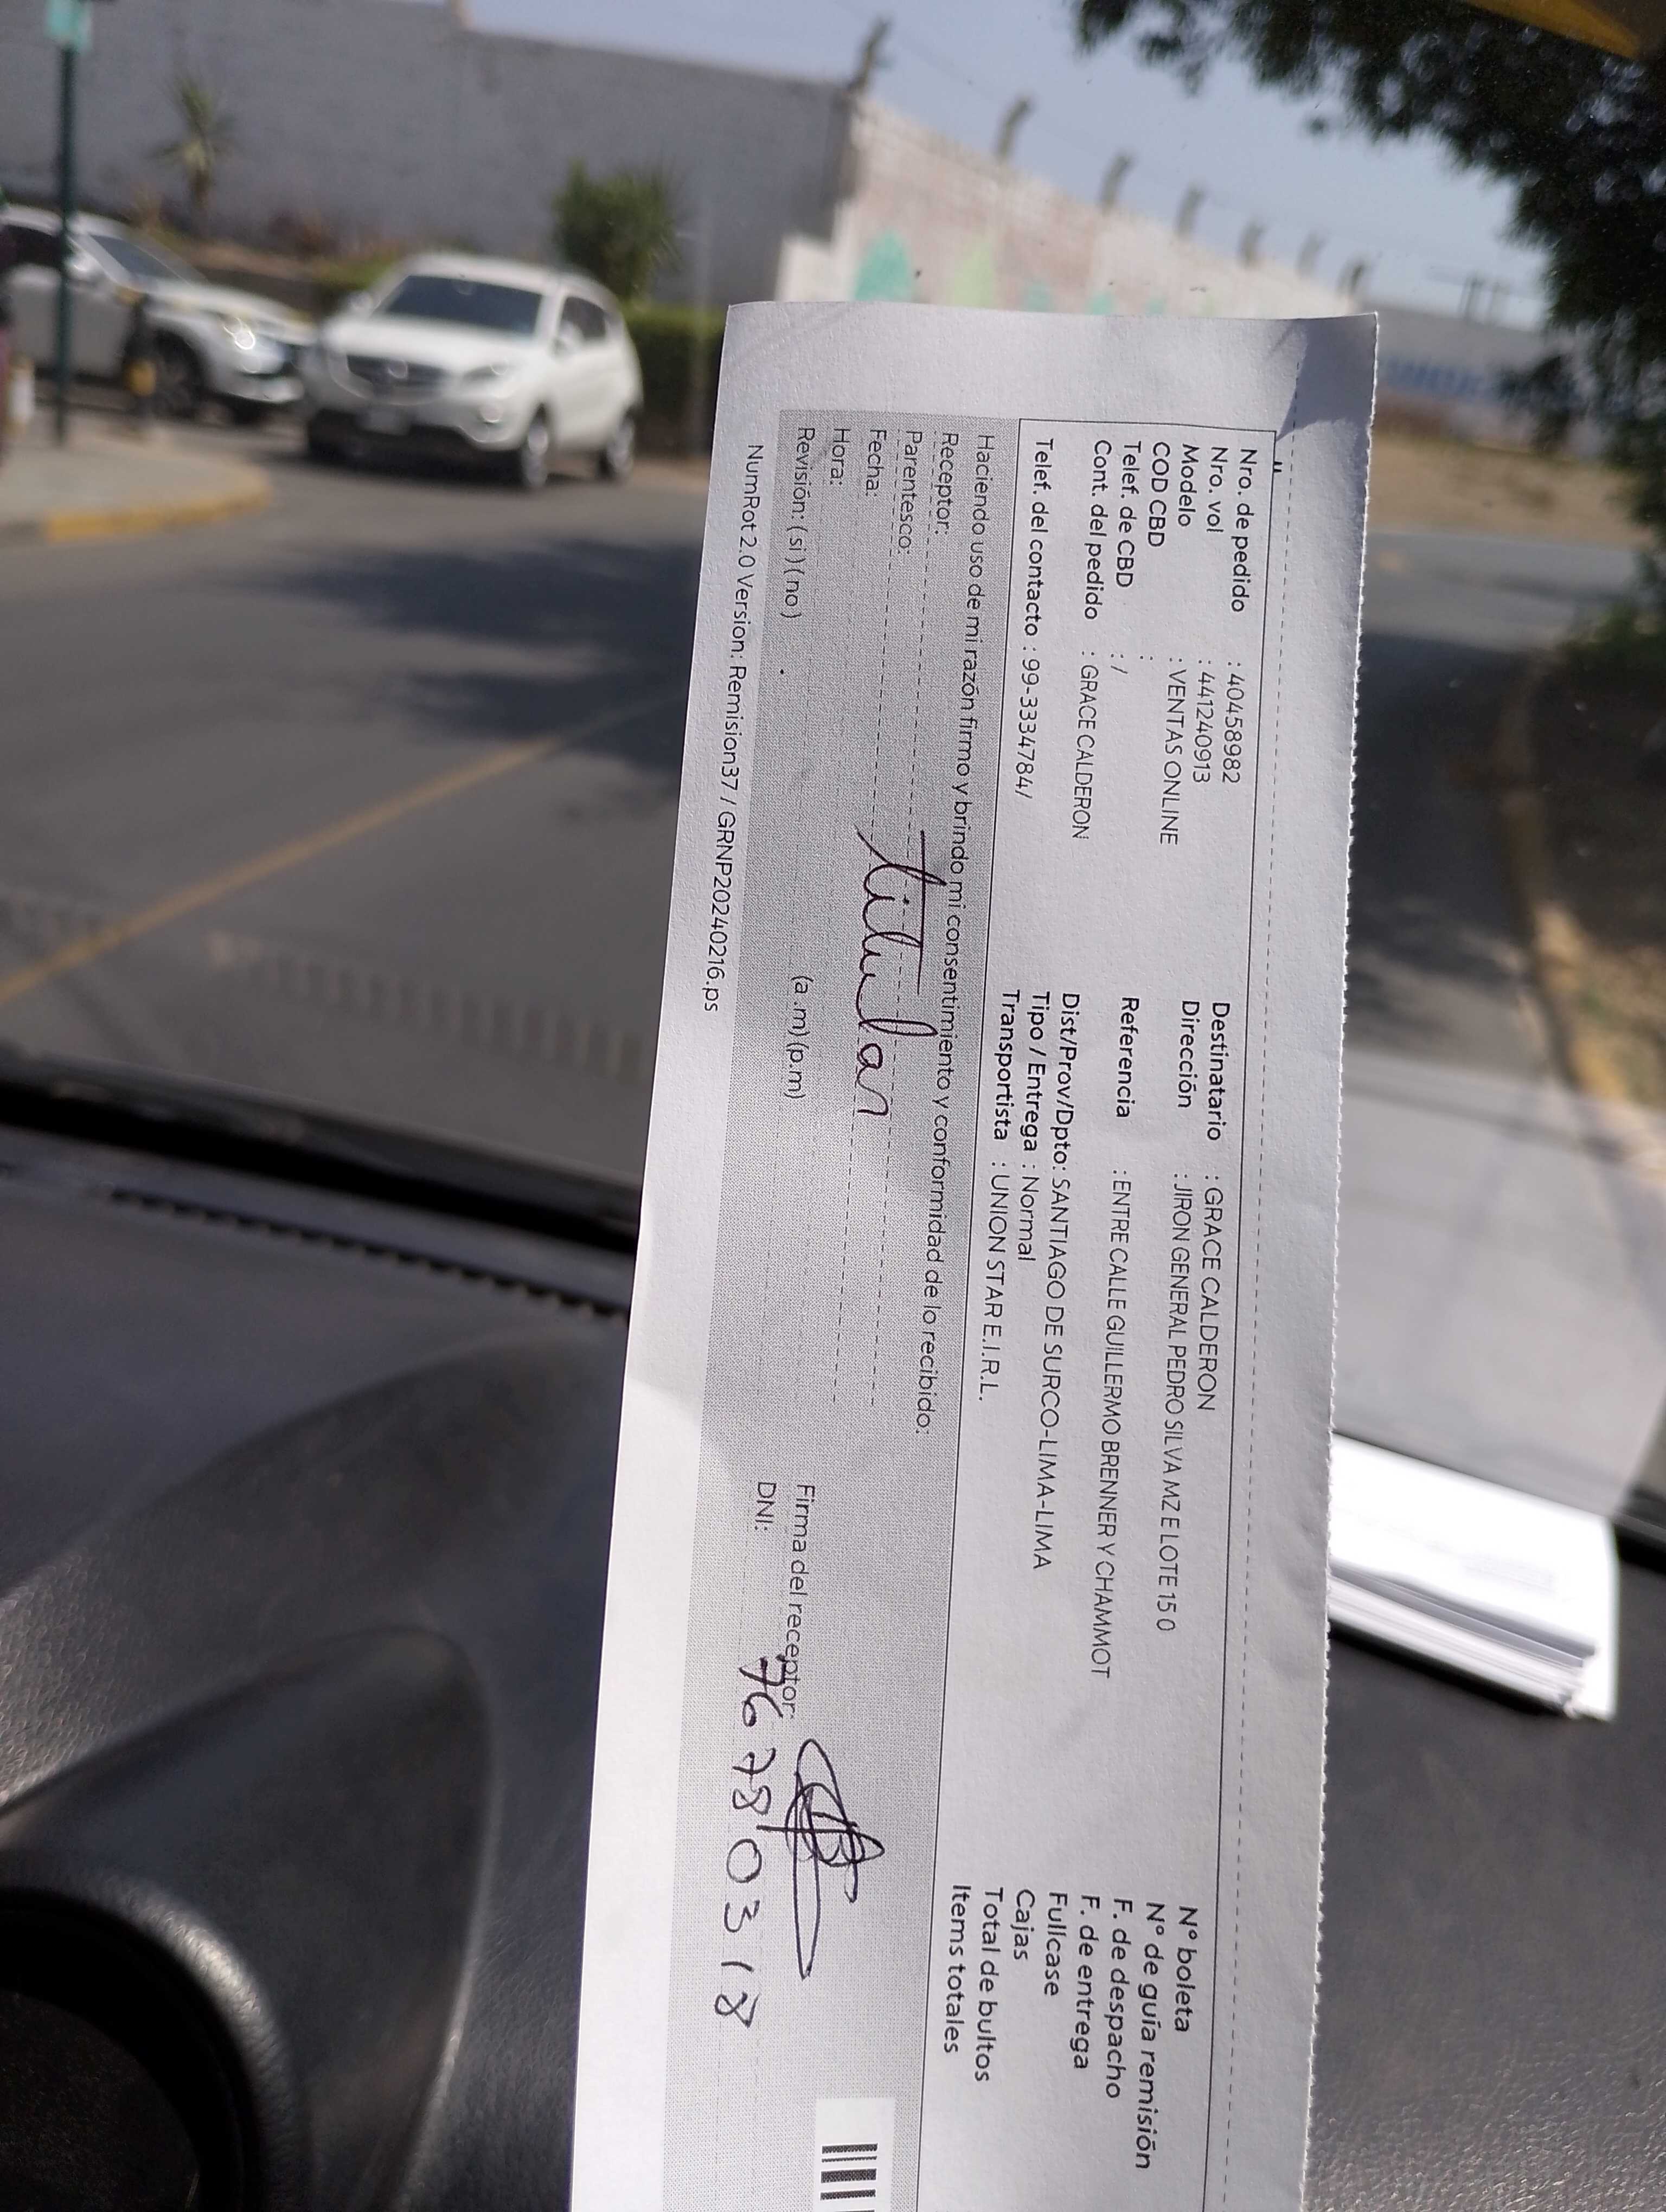 Nro. de pedido : 40458982
Nro. vol : 441240913
Modelo : VENTAS ONLINE
COD CBD :
Telef. de CBD : /
Cont. del pedido : GRACE CALDERON
Telef. del contacto : 99-3334784/
Destinatario : GRACE CALDERON
Dirección : JIRON GENERAL PEDRO SILVA MZ E LOTE 15 0
Referencia : ENTRE CALLE GUILLERMO BRENNER Y CHAMMOT
Dist/Prov/Dpto: SANTIAGO DE SURCO-LIMA-LIMA
Tipo / Entrega : Normal
Transportista : UNION STAR E.I.R.L.
N° boleta
N° de guía remisión
F. de despacho
F. de entrega
Fullcase
Cajas
Total de bultos
Items totales
Haciendo uso de mi razón firmo y brindo mi consentimiento y conformidad de lo recibido:
Receptor:
Parentesco: titular
Fecha:
Hora: (a.m) (p.m)
Revisión: ( si ) ( no )
Firma del receptor:
DNI: 76780318
NumRot 2.0 Version: Remision37 / GRNP20240216.ps